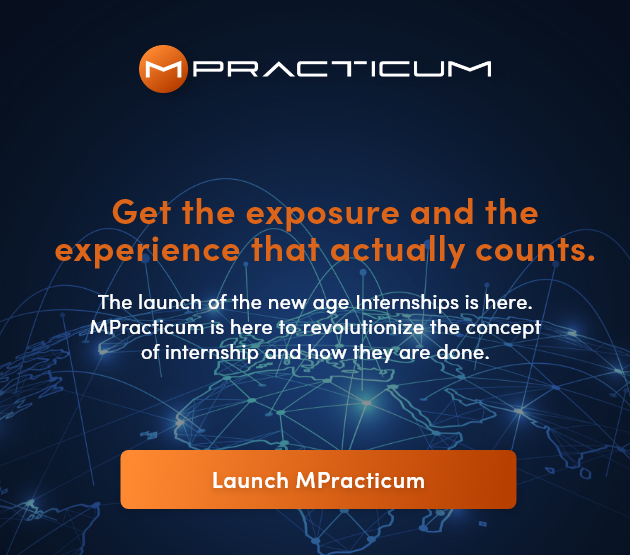 MPRACTICUM
Get the exposure and the
experience that actually counts.
The launch of the new age Internships is here.
MPracticum is here to revolutionize the concept
of internship and how they are done.
Launch MPracticum